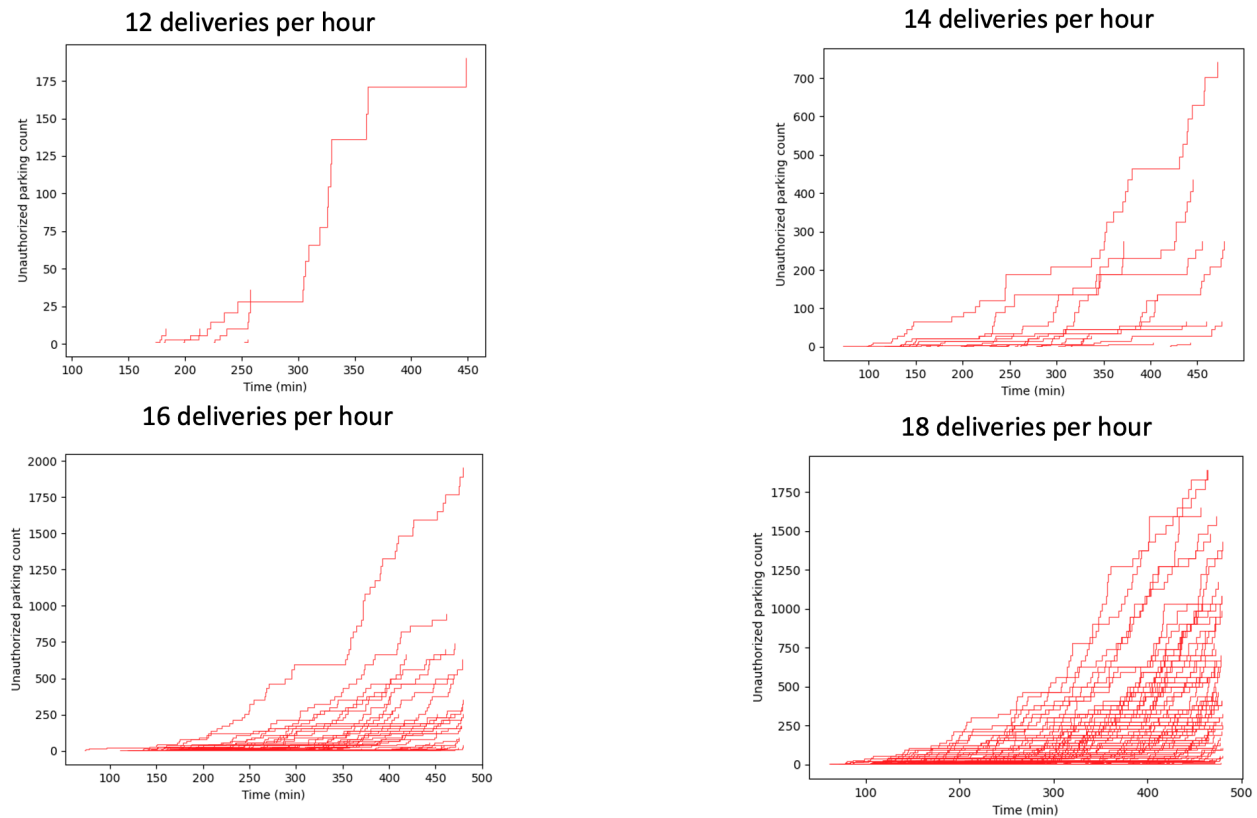 12 deliveries per hour
14 deliveries per hour
Unauthorized parking count
175
150
125
100
75
50
25
0
100 150 200 250 300 350 400 450
Time (min)
Unauthorized parking count
700
600
500
400
300
200
100
0
100 150 200 250 300 350 400 450
Time (min)
16 deliveries per hour
18 deliveries per hour
Unauthorized parking count
2000
1750
1500
1250
1000
750
500
250
0
100 150 200 250 300 350 400 450 500
Time (min)
Unauthorized parking count
1750
1500
1250
1000
750
500
250
0
100 200 300 400 500
Time (min)